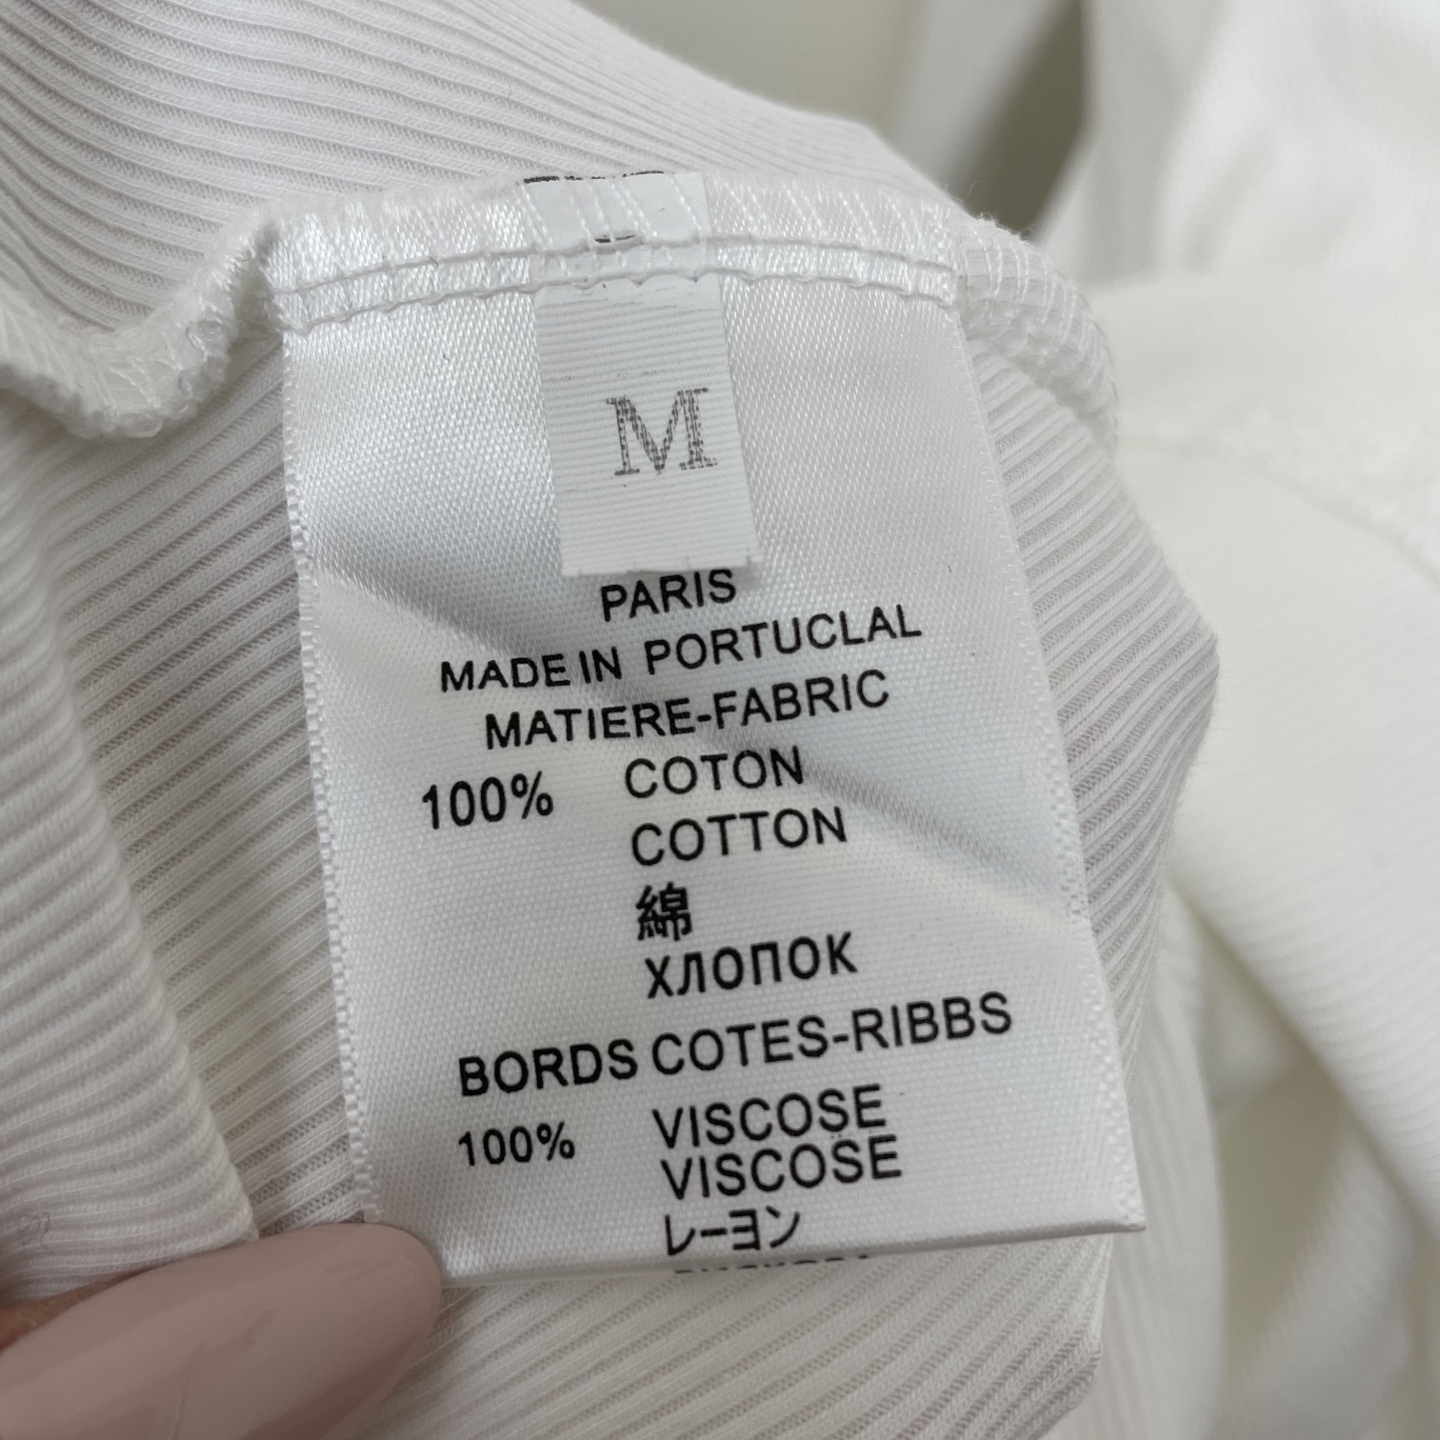 M
PARIS
MADE IN PORTUCLAL
MATIERE-FABRIC
100% COTON
COTTON
綿
ХЛОПОК
BORDS COTES-RIBBS
100% VISCOSE
VISCOSE
レーヨン